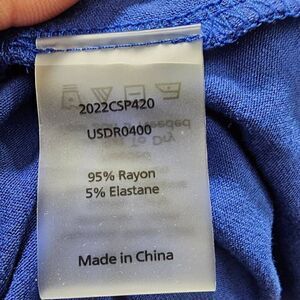 2022CSP420
USDR0400
95% Rayon
5% Elastane
Made in China